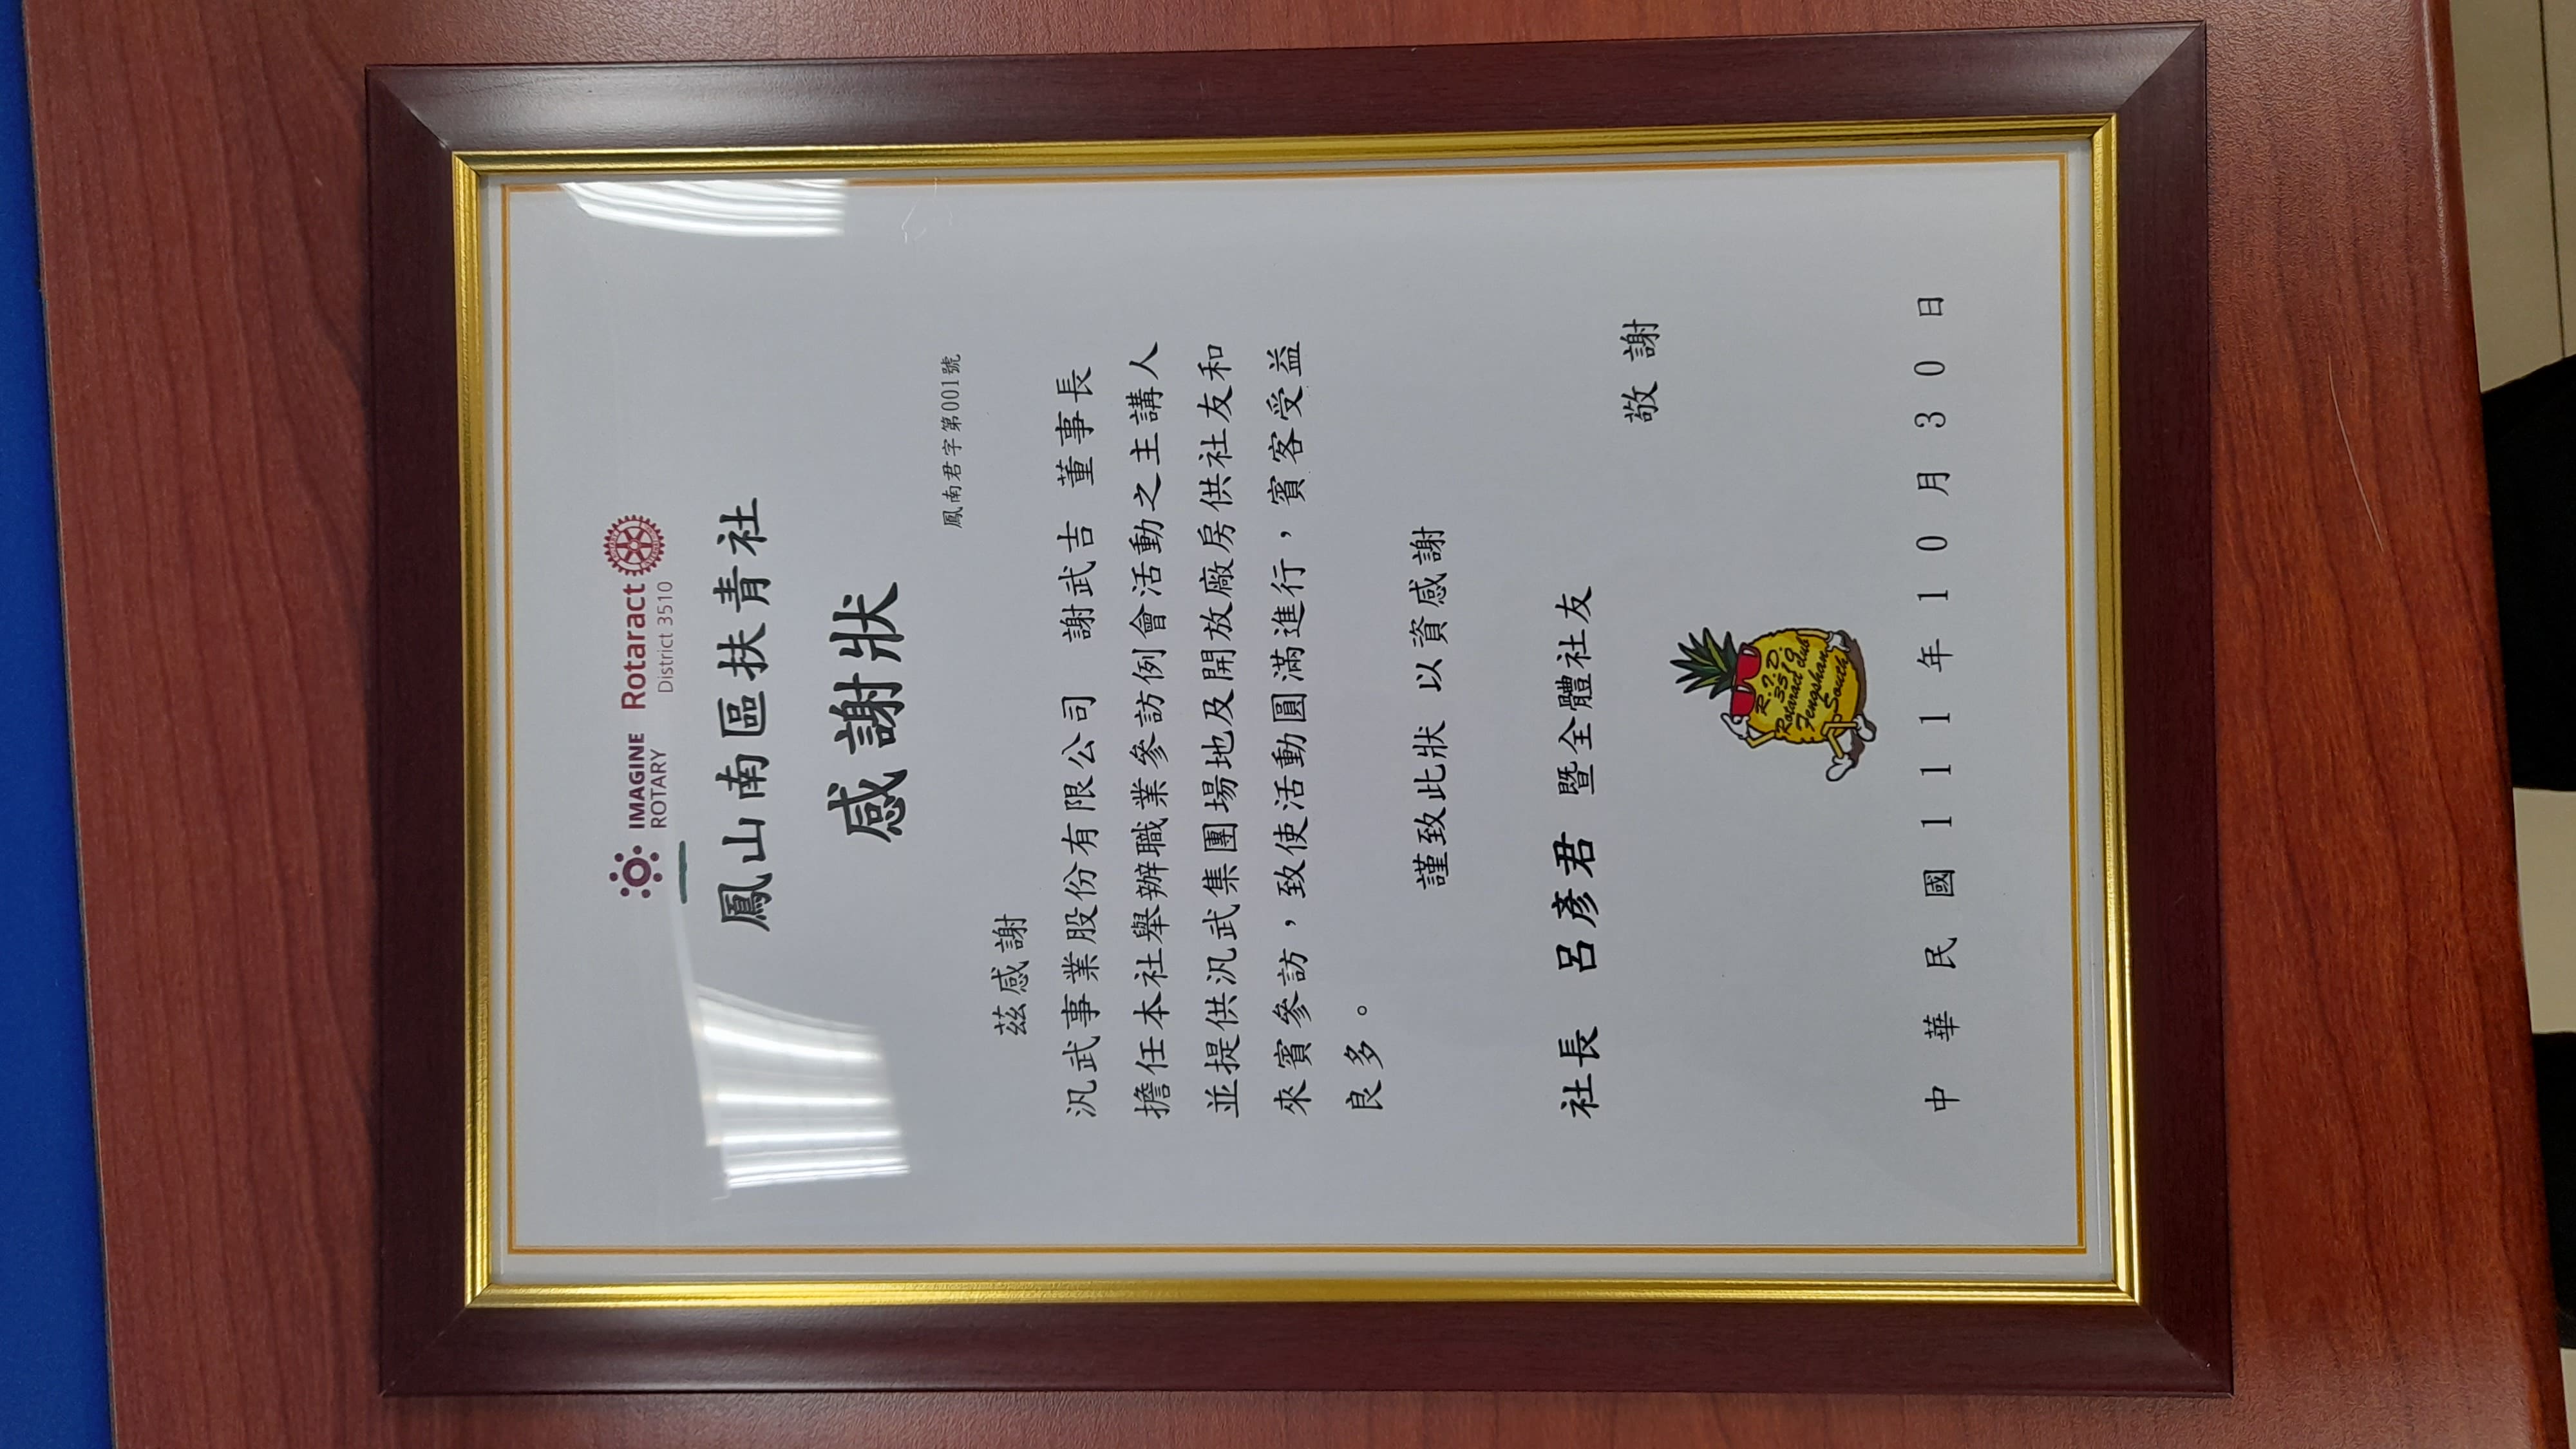 IMAGINE
ROTARY
Rotaract
District 3510
鳳山南區扶青社
感謝狀
鳳南君字第001號
茲感謝
汎武事業股份有限公司 謝武吉 董事長
擔任本社舉辦職業參訪例會活動之主講人
並提供汎武集團場地及開放廠房供社友和
來賓參訪，致使活動圓滿進行，賓客受益
良多。
謹致此狀 以資感謝
社長 呂彥君 暨全體社友
敬謝
R.I.D.
3510
Rotaract club
Fengshan
South
中華民國111年10月30日